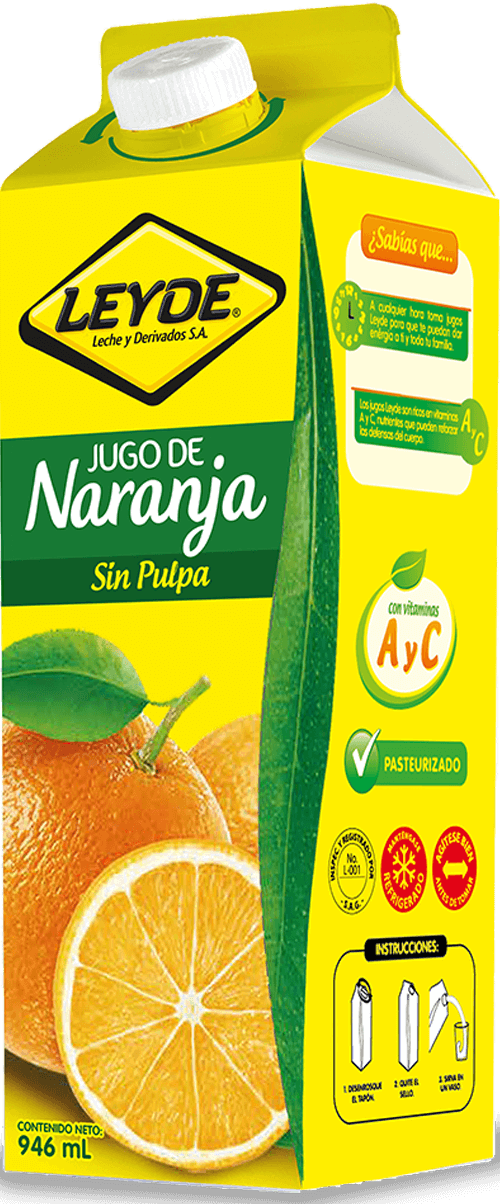 LEYDE®
Leche y Derivados S.A.
JUGO DE
Naranja
Sin Pulpa
CONTENIDO NETO:
946 mL
¿Sabías que...
L
A cualquier hora toma jugos
Leyde para que te puedan dar
energía a ti y toda tu familia.
Los jugos Leyde son ricos en vitaminas
A y C, nutrientes que pueden reforzar
las defensas del cuerpo.
A, C
con vitaminas
A y C
PASTEURIZADO
INSPEC. Y REGISTRADO POR
No.
L-001
- S.A.G. -
MANTÉNGASE
REFRIGERADO
AGÍTESE BIEN
ANTES DE TOMAR
INSTRUCCIONES:
1. DESENROSQUE
EL TAPÓN.
2. QUITE EL
SELLO.
3. SIRVA EN
UN VASO.